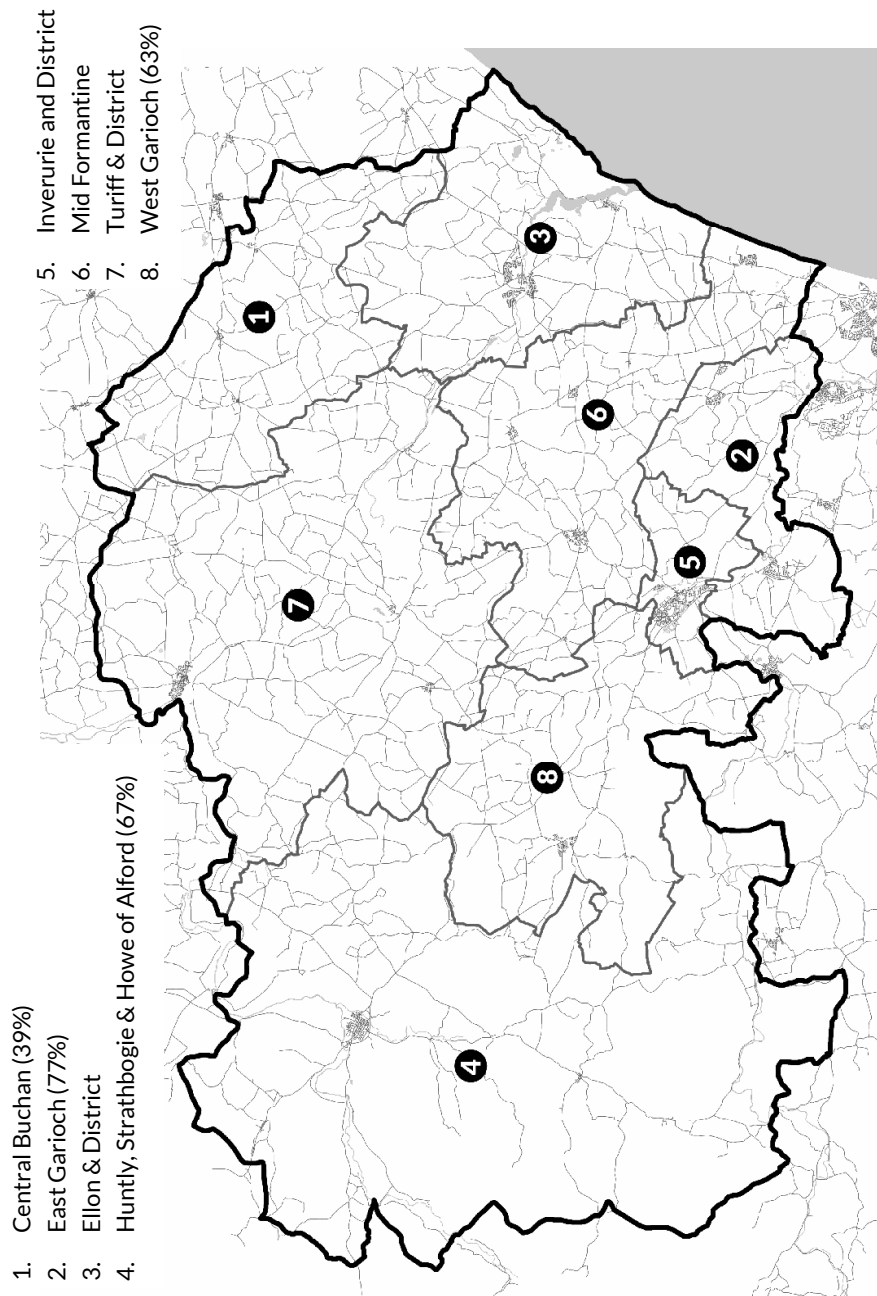 1. Central Buchan (39%)
2. East Garioch (77%)
3. Ellon & District
4. Huntly, Strathbogie & Howe of Alford (67%)
5. Inverurie and District
6. Mid Formantine
7. Turiff & District
8. West Garioch (63%)
1
7
3
4
8
6
5
2